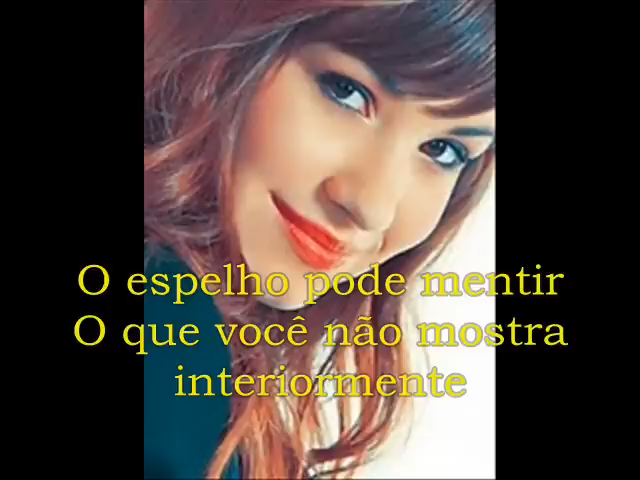 O espelho pode mentir
O que você não mostra
interiormente